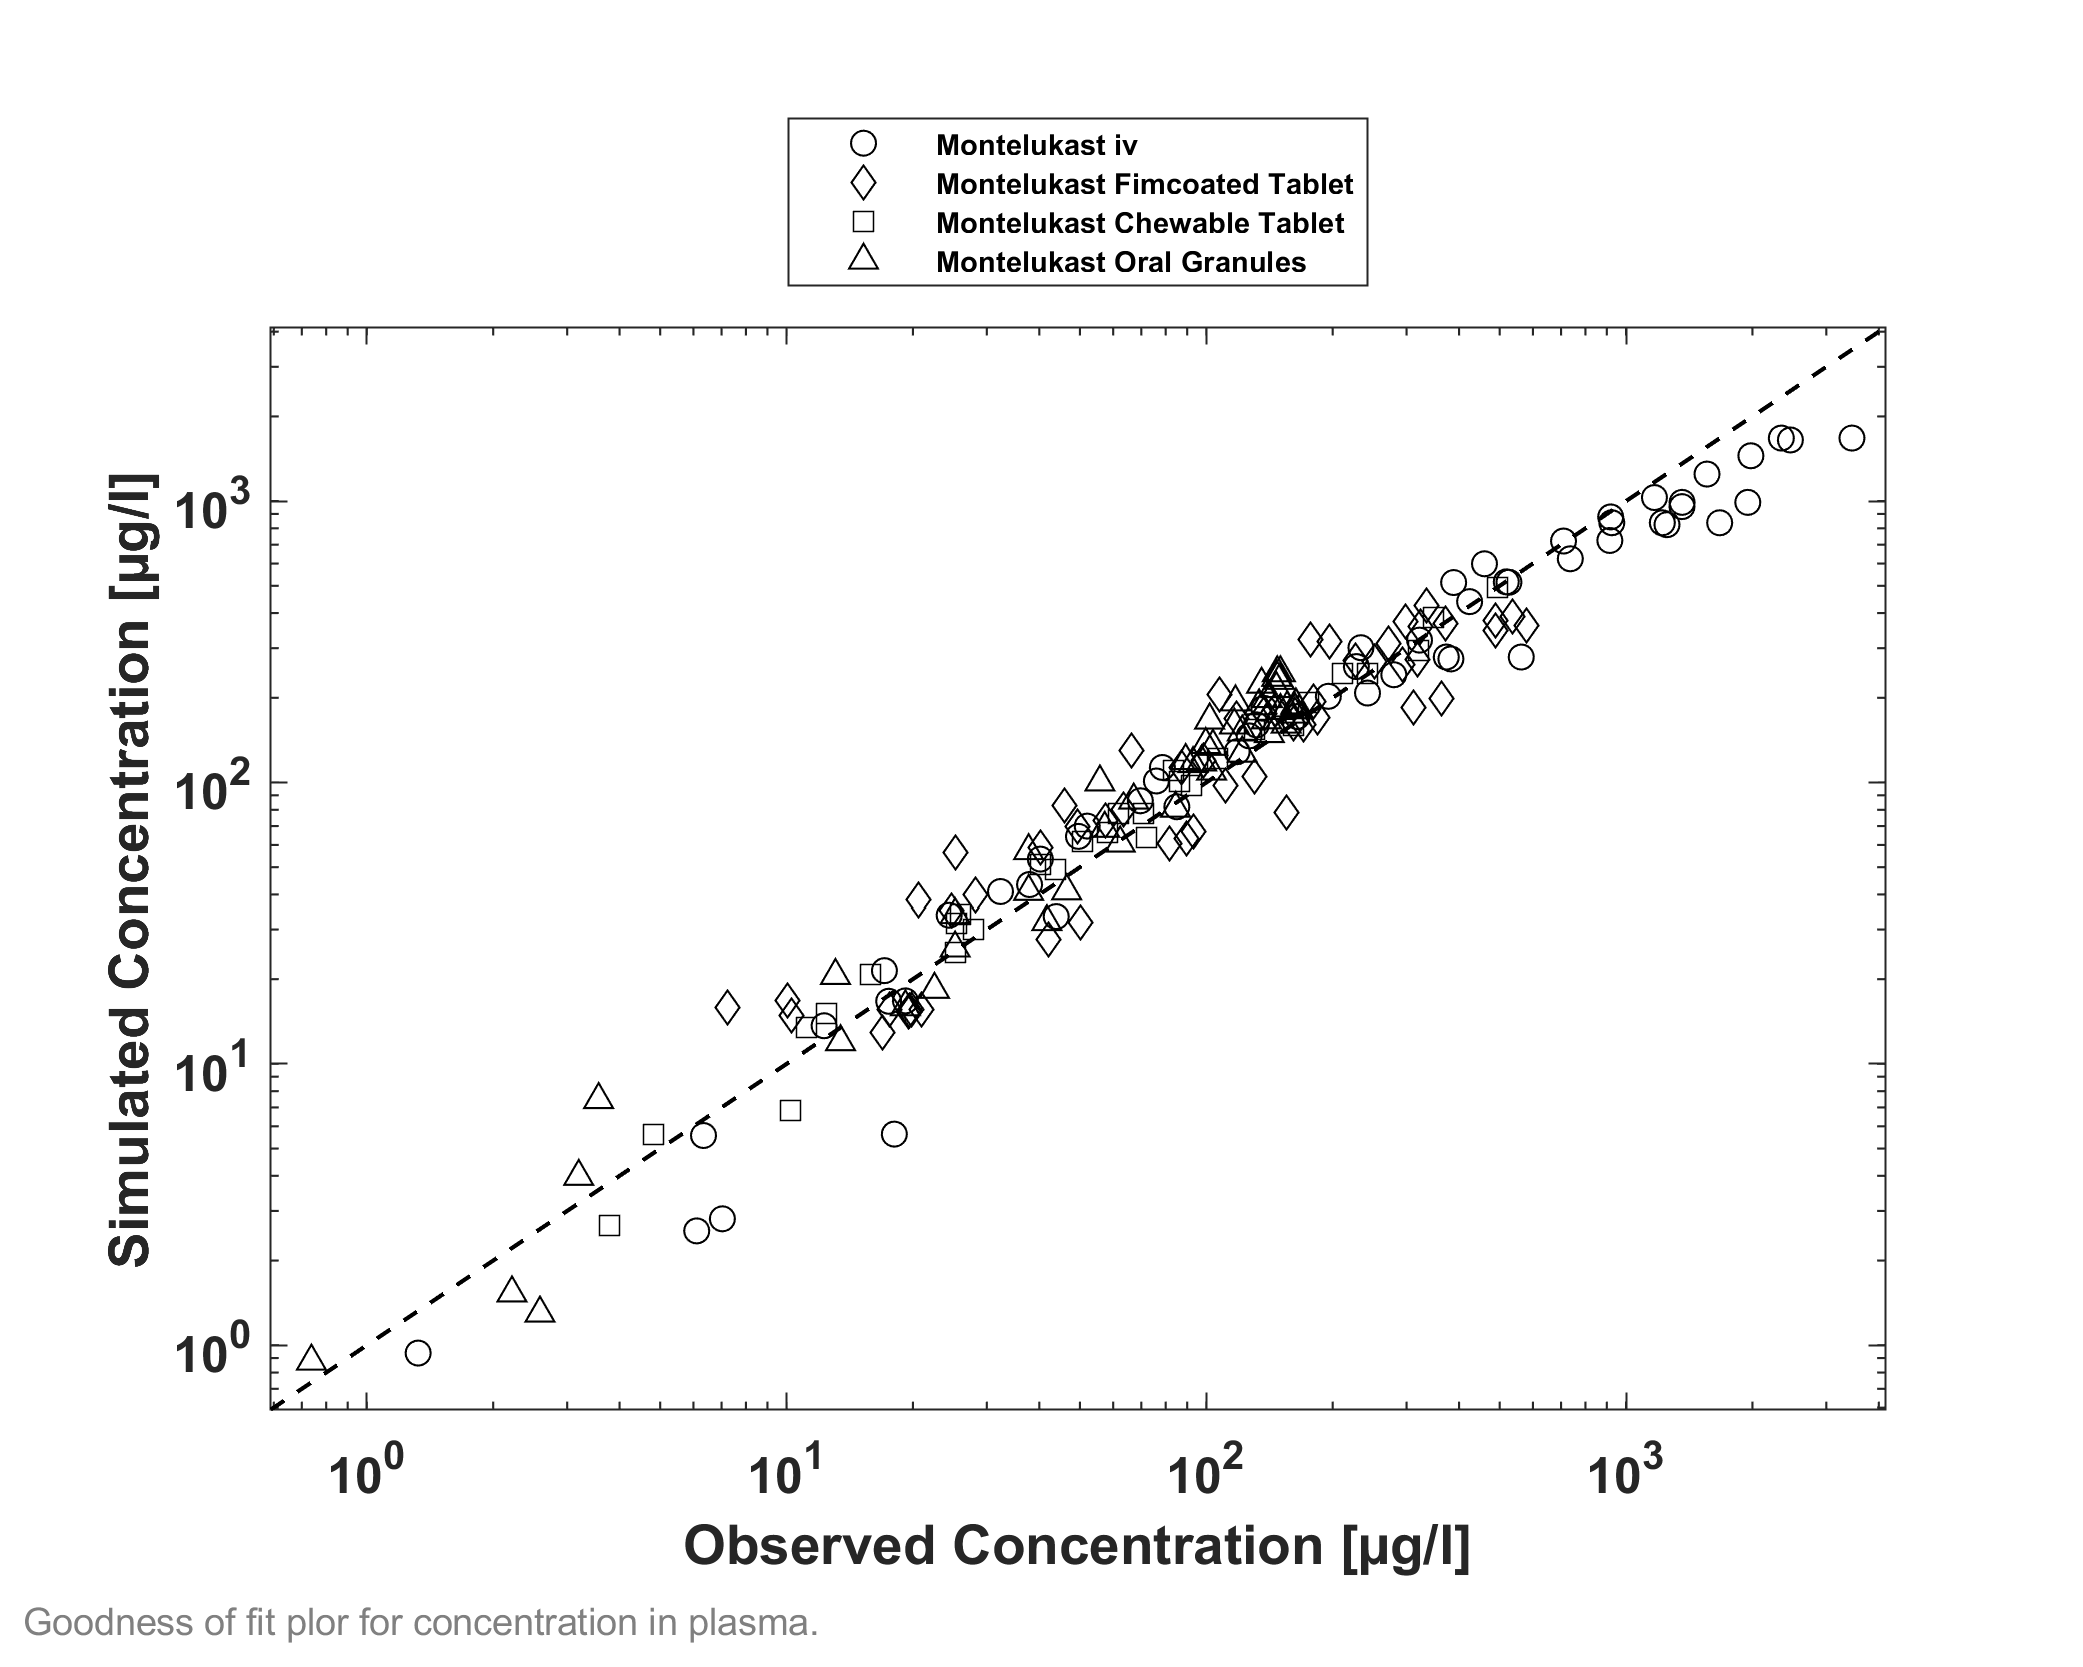 Montelukast iv
Montelukast Fimcoated Tablet
Montelukast Chewable Tablet
Montelukast Oral Granules
Simulated Concentration [µg/l]
10³
10²
10¹
10⁰
10⁰ 10¹ 10² 10³
Observed Concentration [µg/l]
Goodness of fit plor for concentration in plasma.